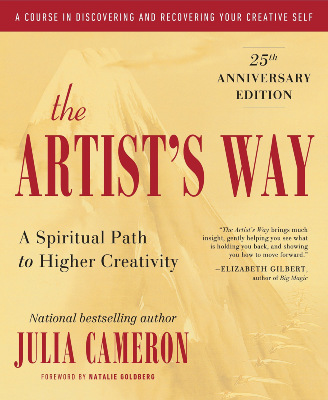 A COURSE IN DISCOVERING AND RECOVERING YOUR CREATIVE SELF
25th
ANNIVERSARY
EDITION
the
ARTIST'S WAY
A Spiritual Path
to Higher Creativity
"The Artist's Way brings much
insight, gently helping you see what
is holding you back, and showing
you how to move forward."
—ELIZABETH GILBERT,
author of Big Magic
National bestselling author
JULIA CAMERON
FOREWORD BY NATALIE GOLDBERG